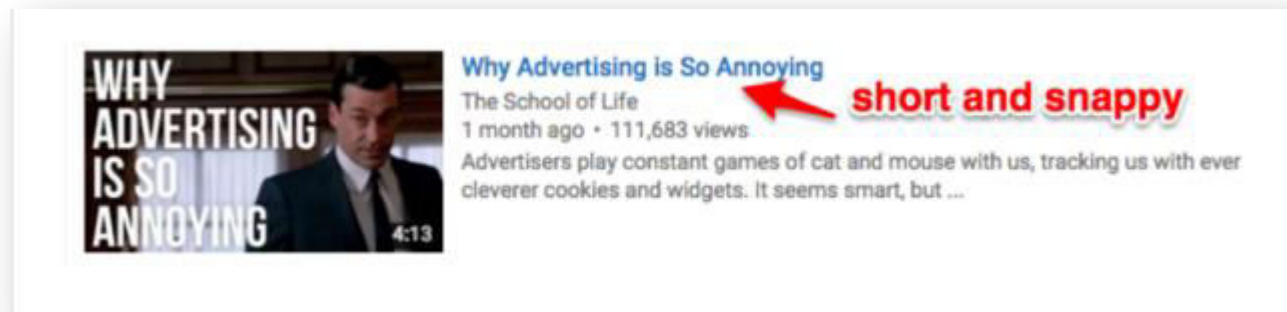 WHY
ADVERTISING
IS SO
ANNOYING
4:13
Why Advertising is So Annoying
short and snappy
The School of Life
1 month ago • 111,683 views
Advertisers play constant games of cat and mouse with us, tracking us with ever
cleverer cookies and widgets. It seems smart, but ...